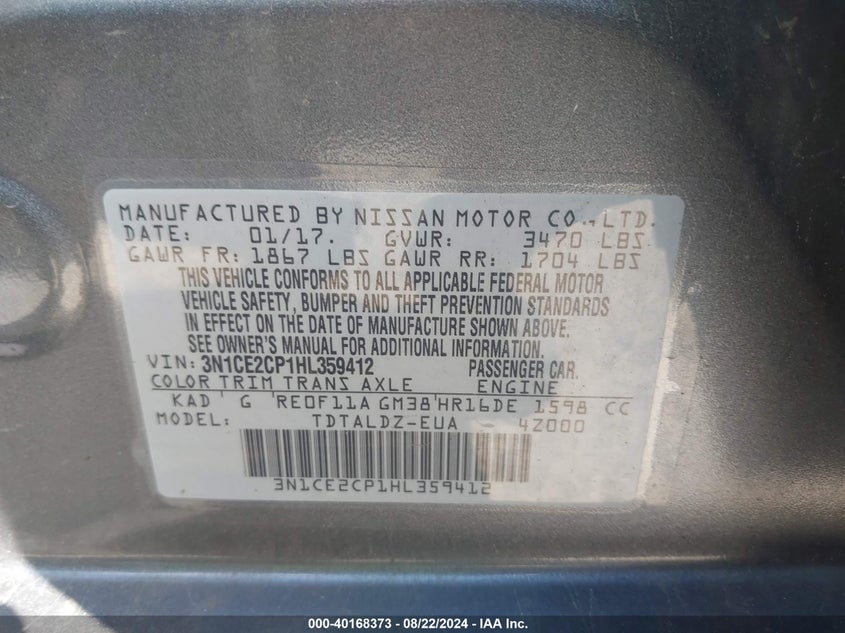 MANUFACTURED BY NISSAN MOTOR CO., LTD.
DATE: 01/17. GVWR: 3470 LBS
GAWR FR: 1867 LBS GAWR RR: 1704 LBS
THIS VEHICLE CONFORMS TO ALL APPLICABLE FEDERAL MOTOR
VEHICLE SAFETY, BUMPER AND THEFT PREVENTION STANDARDS
IN EFFECT ON THE DATE OF MANUFACTURE SHOWN ABOVE.
SEE OWNER'S MANUAL FOR ADDITIONAL INFORMATION.
VIN: 3N1CE2CP1HL359412 PASSENGER CAR.
COLOR TRIM TRANS AXLE ENGINE
KAD G RE0F11A GM38 HR16DE 1598 CC
MODEL: TDTALDZ-EUA - 4Z000
3N1CE2CP1HL359412
000-40168373 - 08/22/2024 - IAA Inc.